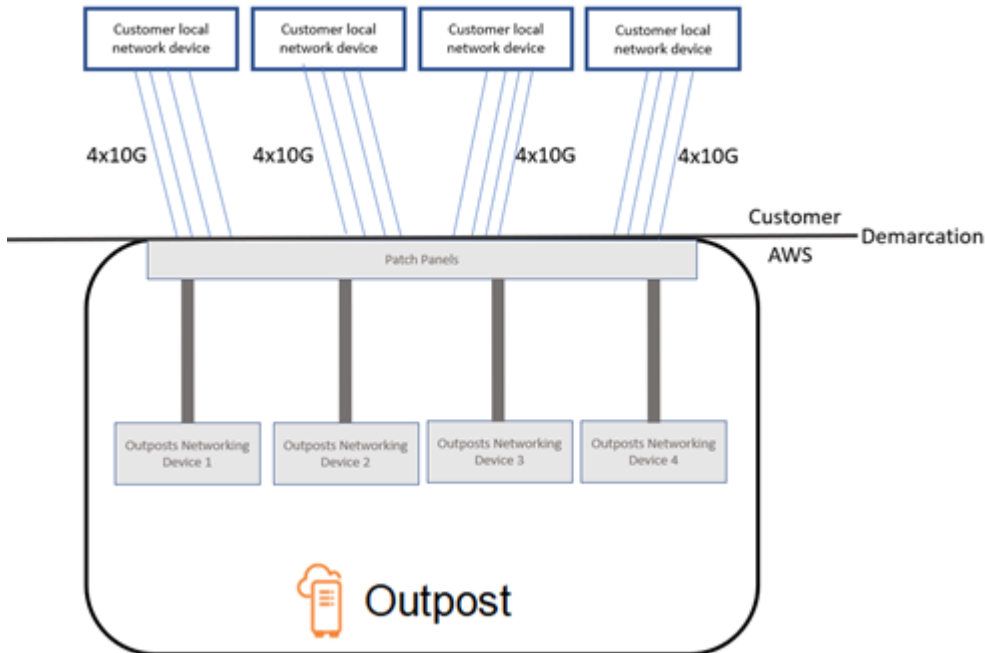 Customer local
network device
Customer local
network device
Customer local
network device
Customer local
network device
4x10G
4x10G
4x10G
4x10G
Customer
Demarcation
AWS
Patch Panels
Outposts Networking
Device 1
Outposts Networking
Device 2
Outposts Networking
Device 3
Outposts Networking
Device 4
Outpost